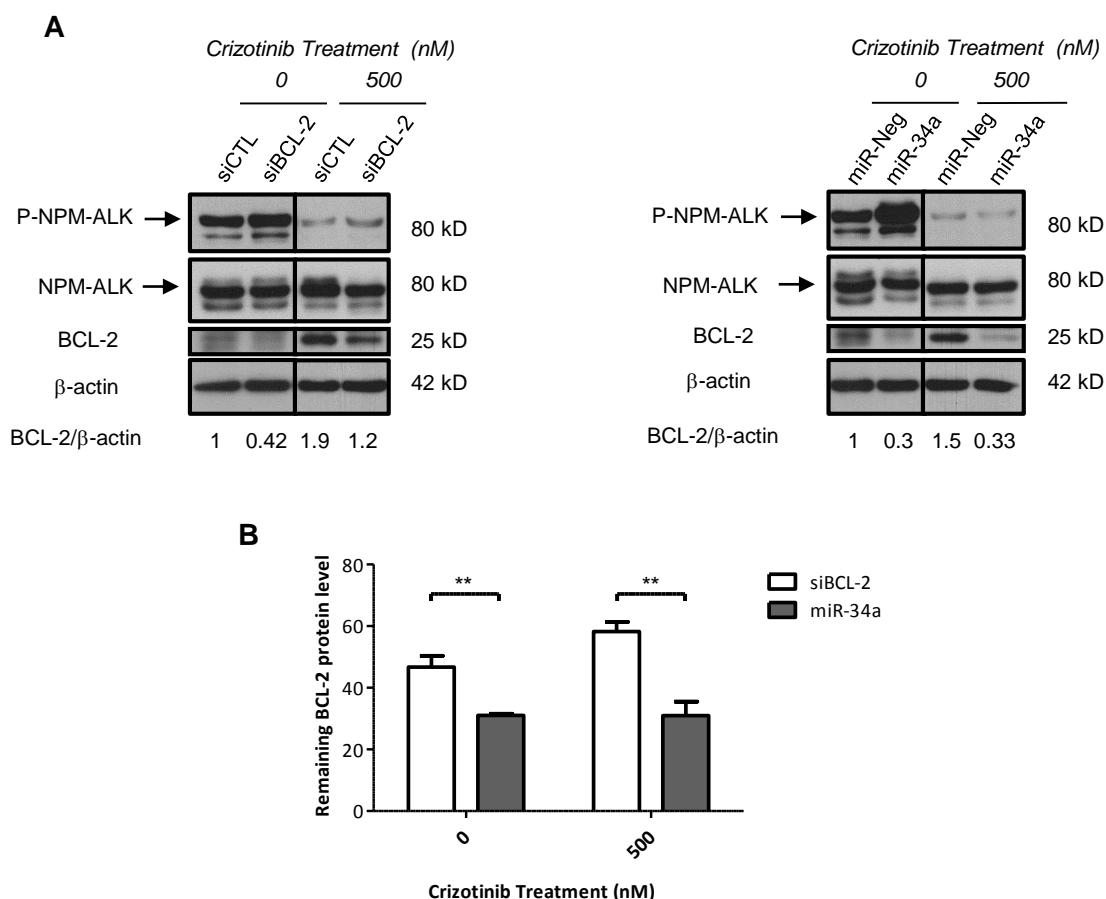 A
Crizotinib Treatment (nM)
0 500
siCTL siBCL-2 siCTL siBCL-2
P-NPM-ALK 80 kD
NPM-ALK 80 kD
BCL-2 25 kD
β-actin 42 kD
BCL-2/β-actin 1 0.42 1.9 1.2
Crizotinib Treatment (nM)
0 500
miR-Neg miR-34a miR-Neg miR-34a
P-NPM-ALK 80 kD
NPM-ALK 80 kD
BCL-2 25 kD
β-actin 42 kD
BCL-2/β-actin 1 0.3 1.5 0.33
B
Remaining BCL-2 protein level
80
60
40
20
0
** **
siBCL-2
miR-34a
0 500
Crizotinib Treatment (nM)